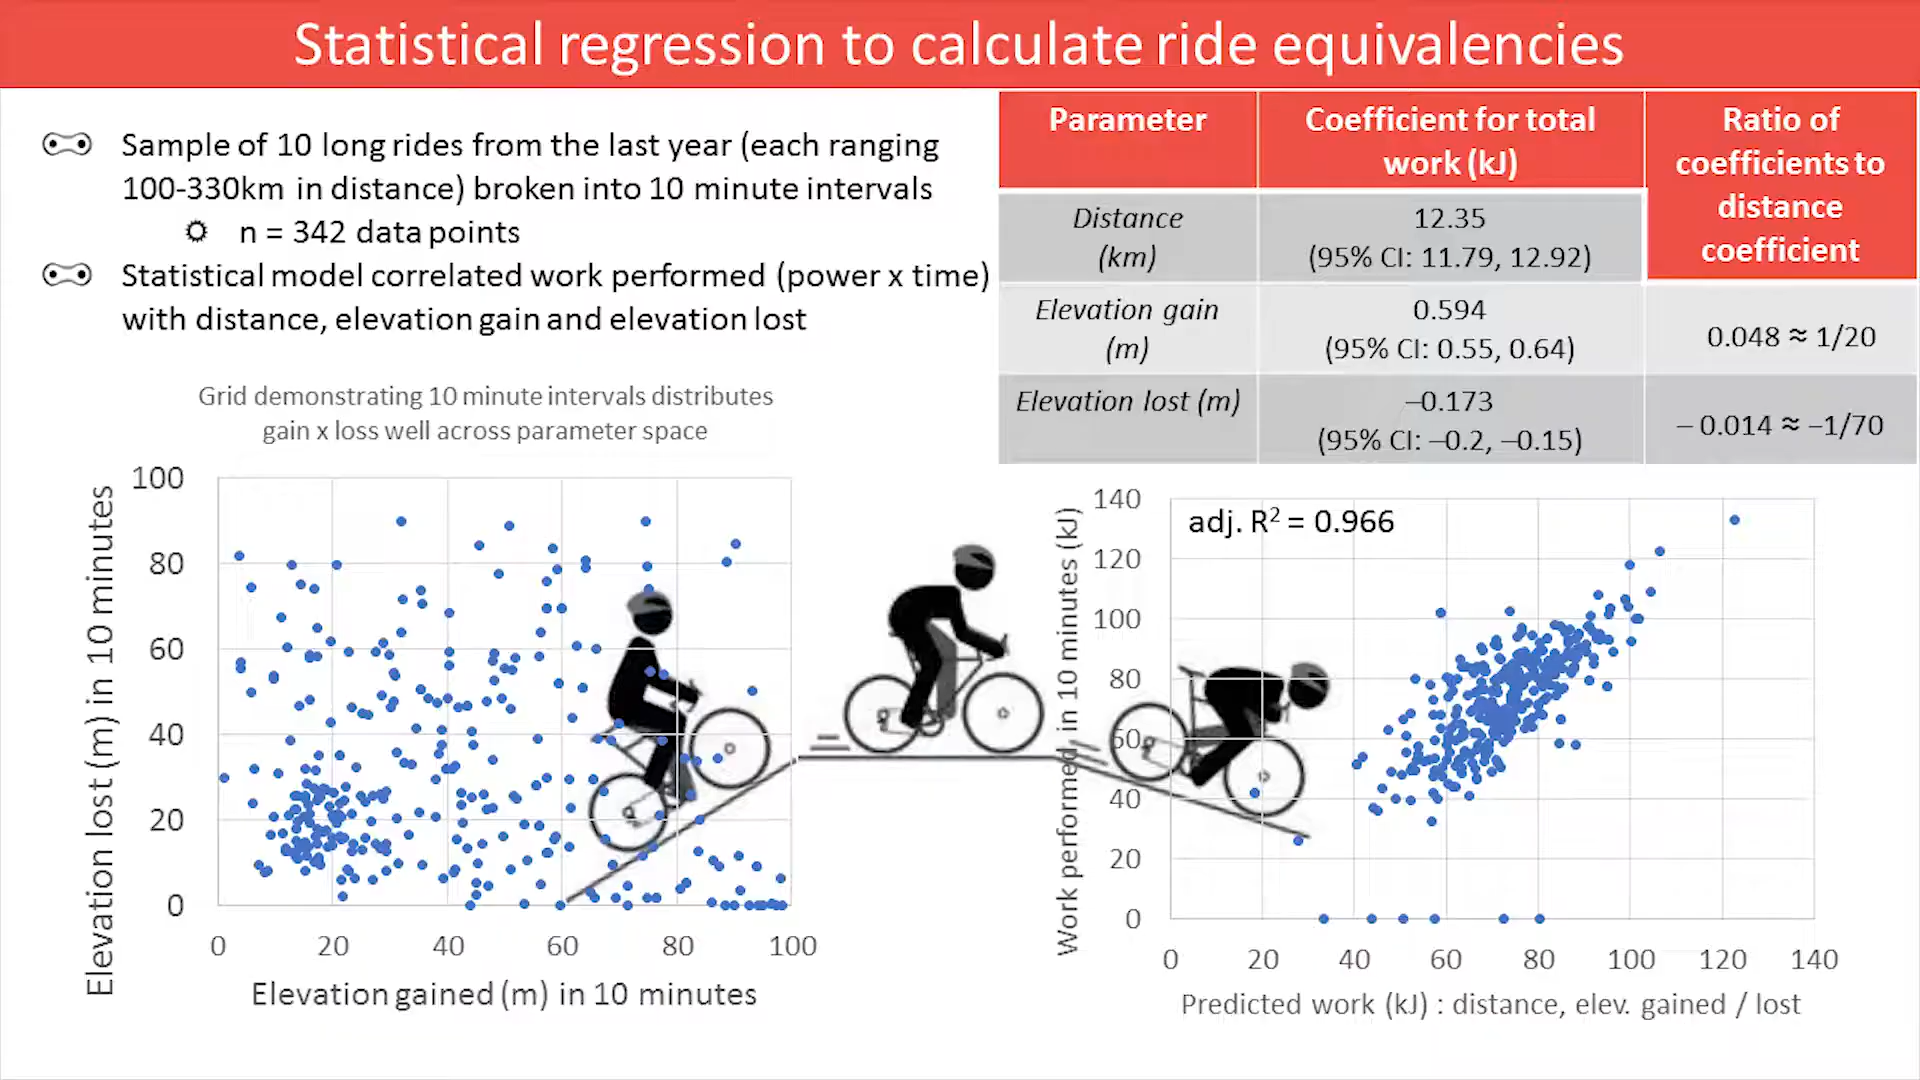 Statistical regression to calculate ride equivalencies
Sample of 10 long rides from the last year (each ranging
100-330km in distance) broken into 10 minute intervals
n = 342 data points
Statistical model correlated work performed (power x time)
with distance, elevation gain and elevation lost
Parameter
Coefficient for total
work (kJ)
Ratio of
coefficients to
distance
coefficient
Distance
(km)
12.35
(95% CI: 11.79, 12.92)
Elevation gain
(m)
0.594
(95% CI: 0.55, 0.64)
0.048 ≈ 1/20
Elevation lost (m)
–0.173
(95% CI: –0.2, –0.15)
– 0.014 ≈ –1/70
Grid demonstrating 10 minute intervals distributes
gain x loss well across parameter space
Elevation lost (m) in 10 minutes
100
80
60
40
20
0
0 20 40 60 80 100
Elevation gained (m) in 10 minutes
adj. R² = 0.966
Work performed in 10 minutes (kJ)
140
120
100
80
60
40
20
0
0 20 40 60 80 100 120 140
Predicted work (kJ) : distance, elev. gained / lost